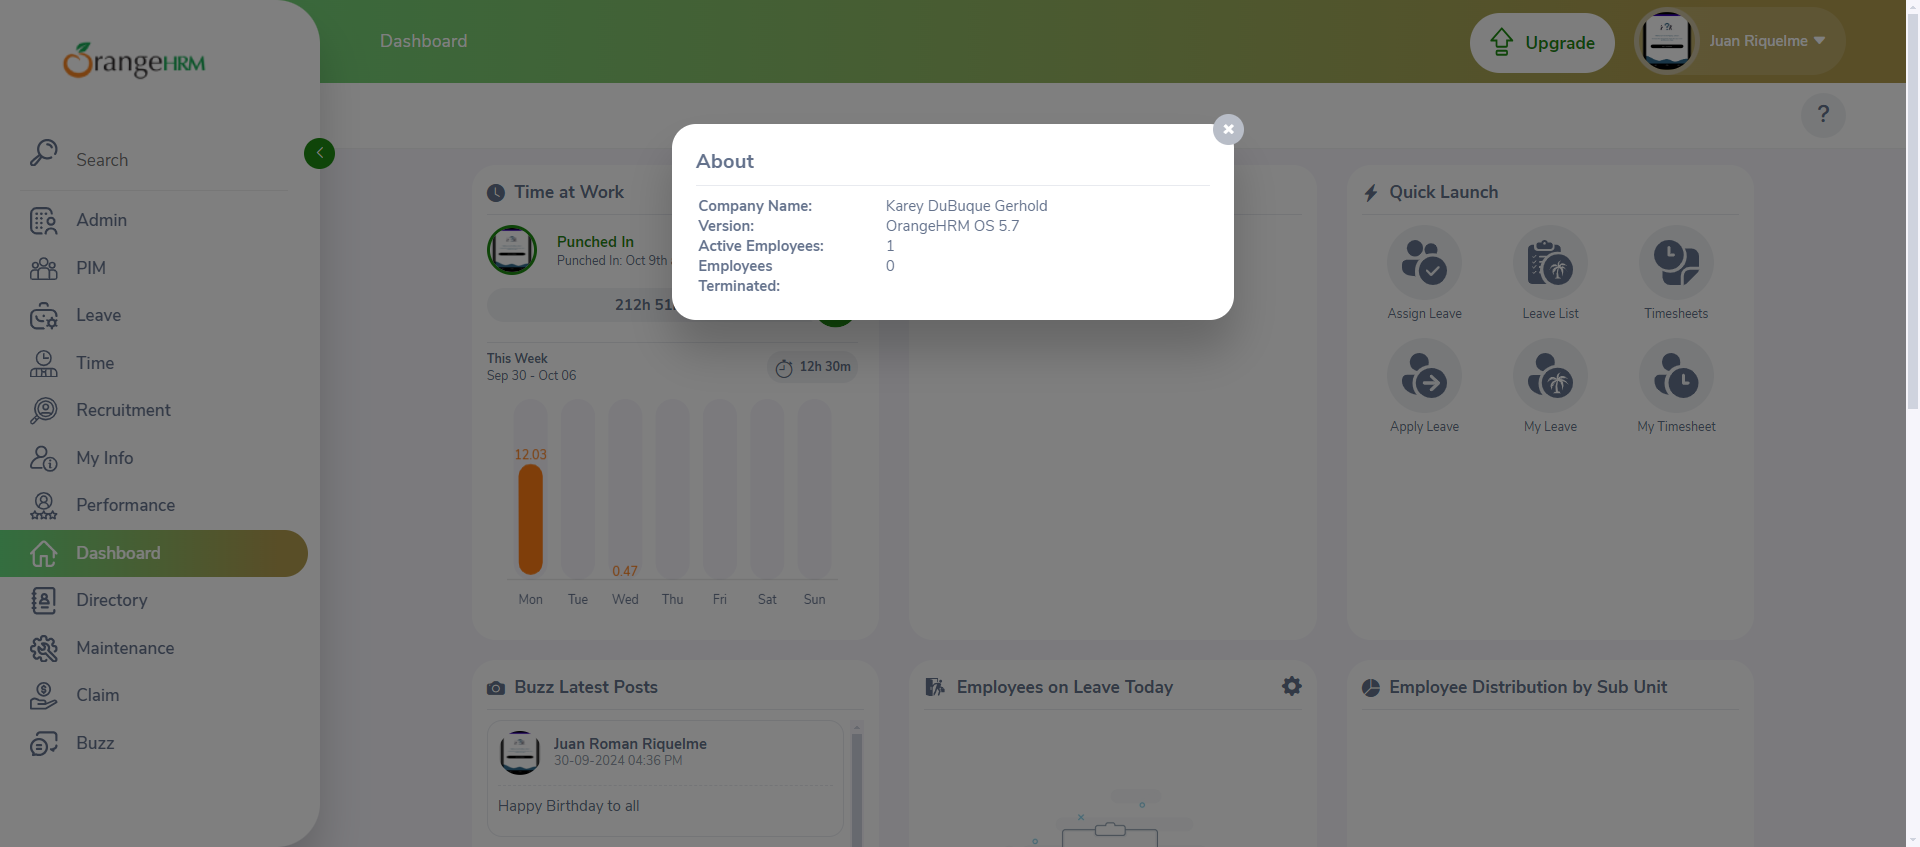 OrangeHRM
Dashboard
Upgrade
Juan Riquelme
Search
Admin
PIM
Leave
Time
Recruitment
My Info
Performance
Dashboard
Directory
Maintenance
Claim
Buzz
?
About
Company Name: Karey DuBuque Gerhold
Version: OrangeHRM OS 5.7
Active Employees: 1
Employees 0
Terminated:
Time at Work
Punched In
Punched In: Oct 9th
212h
This Week
Sep 30 - Oct 06
12h 30m
12.03
0.47
Mon Tue Wed Thu Fri Sat Sun
Quick Launch
Assign Leave Leave List Timesheets
Apply Leave My Leave My Timesheet
Buzz Latest Posts
Juan Roman Riquelme
30-09-2024 04:36 PM
Happy Birthday to all
Employees on Leave Today
Employee Distribution by Sub Unit